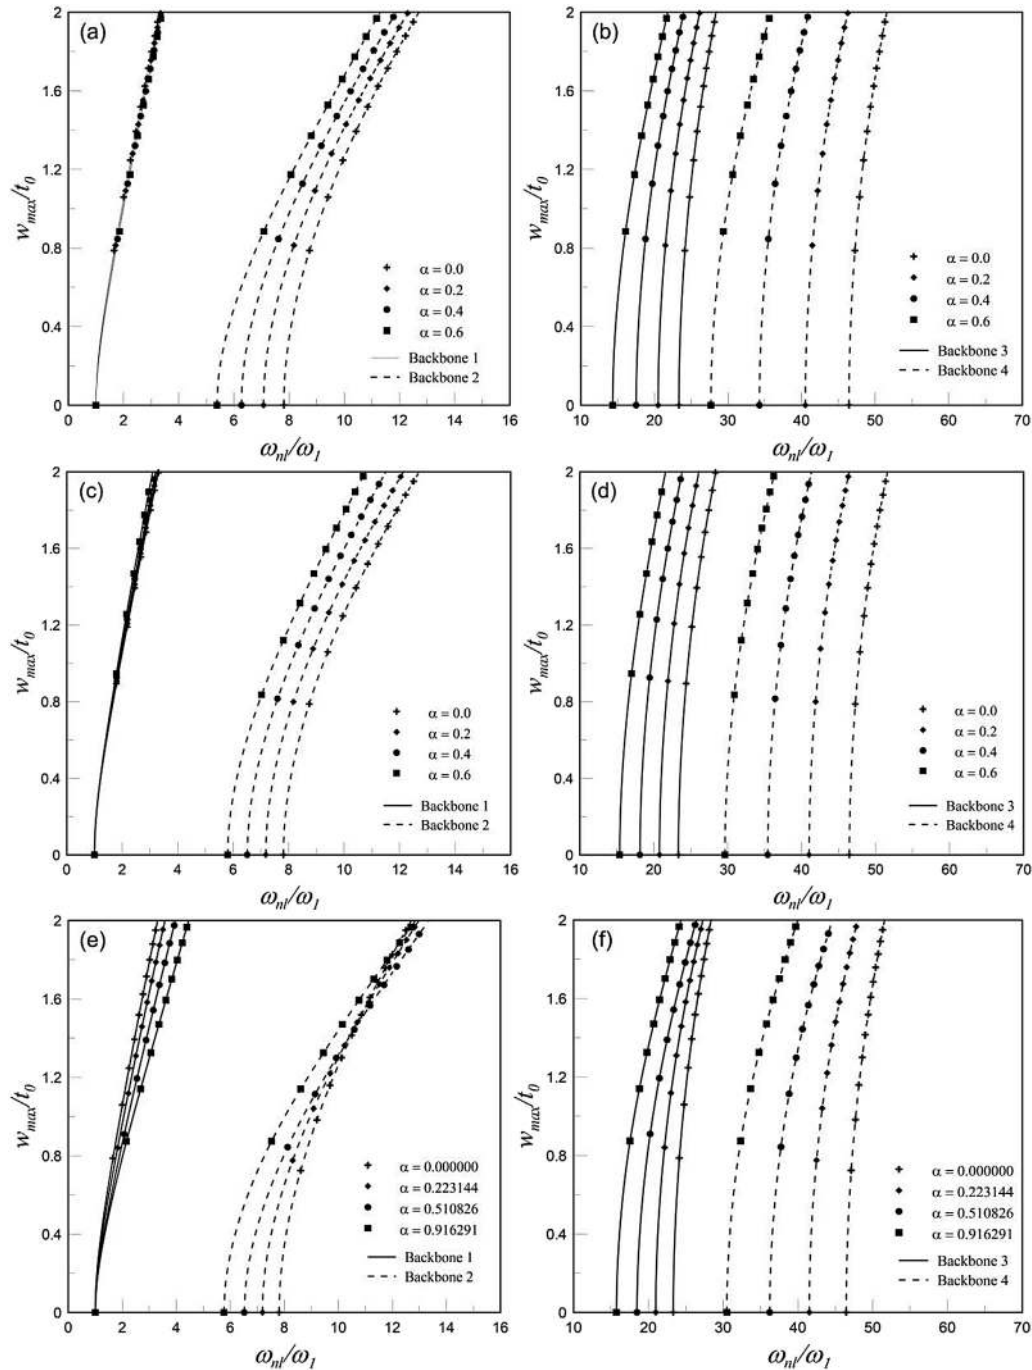 (a)
2
1.6
1.2
0.8
0.4
0
w_max/t_0
α = 0.0
α = 0.2
α = 0.4
α = 0.6
Backbone 1
Backbone 2
0 2 4 6 8 10 12 14 16
ω_nl/ω_1
(b)
2
1.6
1.2
0.8
0.4
0
w_max/t_0
α = 0.0
α = 0.2
α = 0.4
α = 0.6
Backbone 3
Backbone 4
10 20 30 40 50 60 70
ω_nl/ω_1
(c)
2
1.6
1.2
0.8
0.4
0
w_max/t_0
α = 0.0
α = 0.2
α = 0.4
α = 0.6
Backbone 1
Backbone 2
0 2 4 6 8 10 12 14 16
ω_nl/ω_1
(d)
2
1.6
1.2
0.8
0.4
0
w_max/t_0
α = 0.0
α = 0.2
α = 0.4
α = 0.6
Backbone 3
Backbone 4
10 20 30 40 50 60 70
ω_nl/ω_1
(e)
2
1.6
1.2
0.8
0.4
0
w_max/t_0
α = 0.000000
α = 0.223144
α = 0.510826
α = 0.916291
Backbone 1
Backbone 2
0 2 4 6 8 10 12 14 16
ω_nl/ω_1
(f)
2
1.6
1.2
0.8
0.4
0
w_max/t_0
α = 0.000000
α = 0.223144
α = 0.510826
α = 0.916291
Backbone 3
Backbone 4
10 20 30 40 50 60 70
ω_nl/ω_1